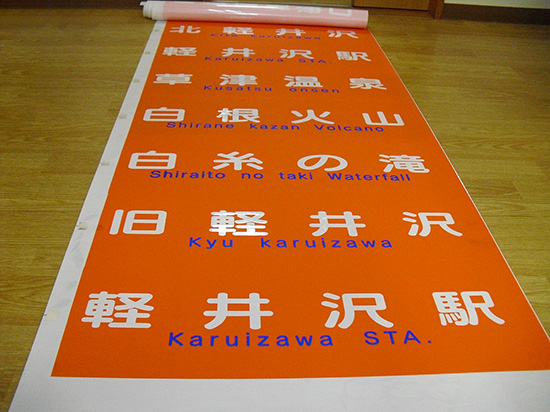 北軽井沢
Kita karuizawa
軽井沢駅
Karuizawa STA.
草津温泉
Kusatsu onsen
白根火山
Shirane kazan Volcano
白糸の滝
Shiraito no taki Waterfall
旧軽井沢
Kyu karuizawa
軽井沢駅
Karuizawa STA.